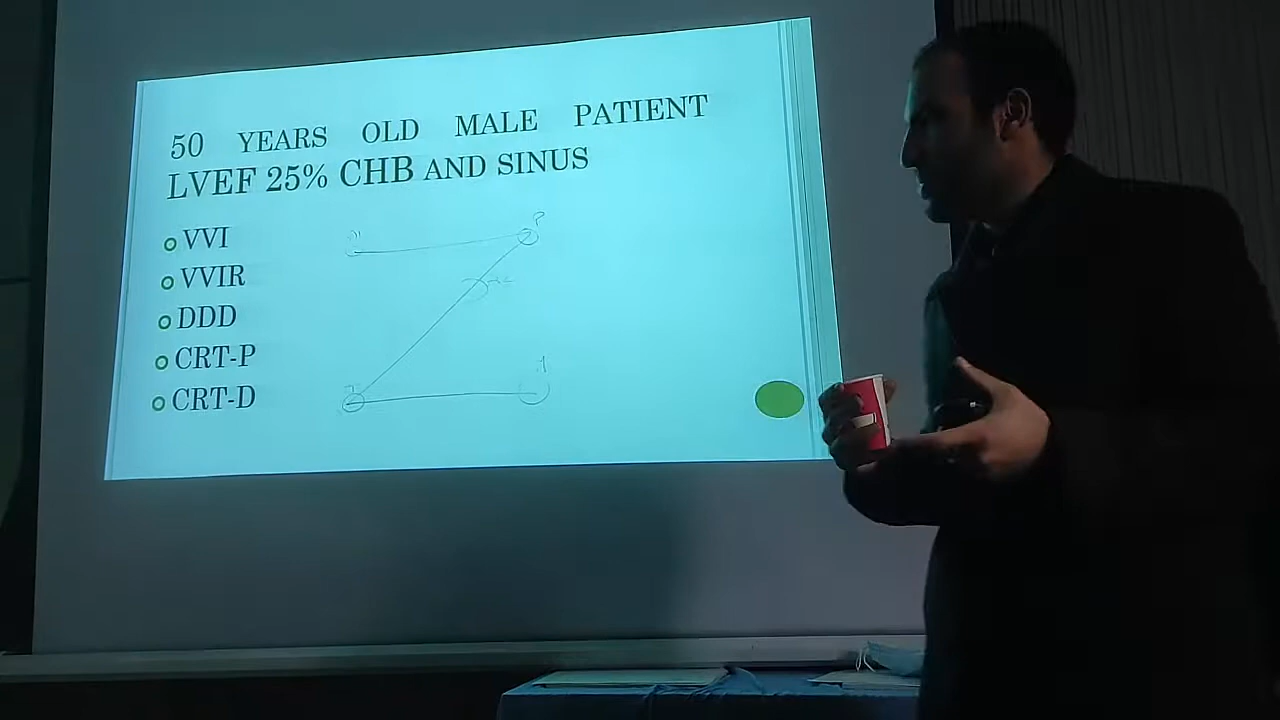 50 YEARS OLD MALE PATIENT
LVEF 25% CHB AND SINUS
VVI
VVIR
DDD
CRT-P
CRT-D